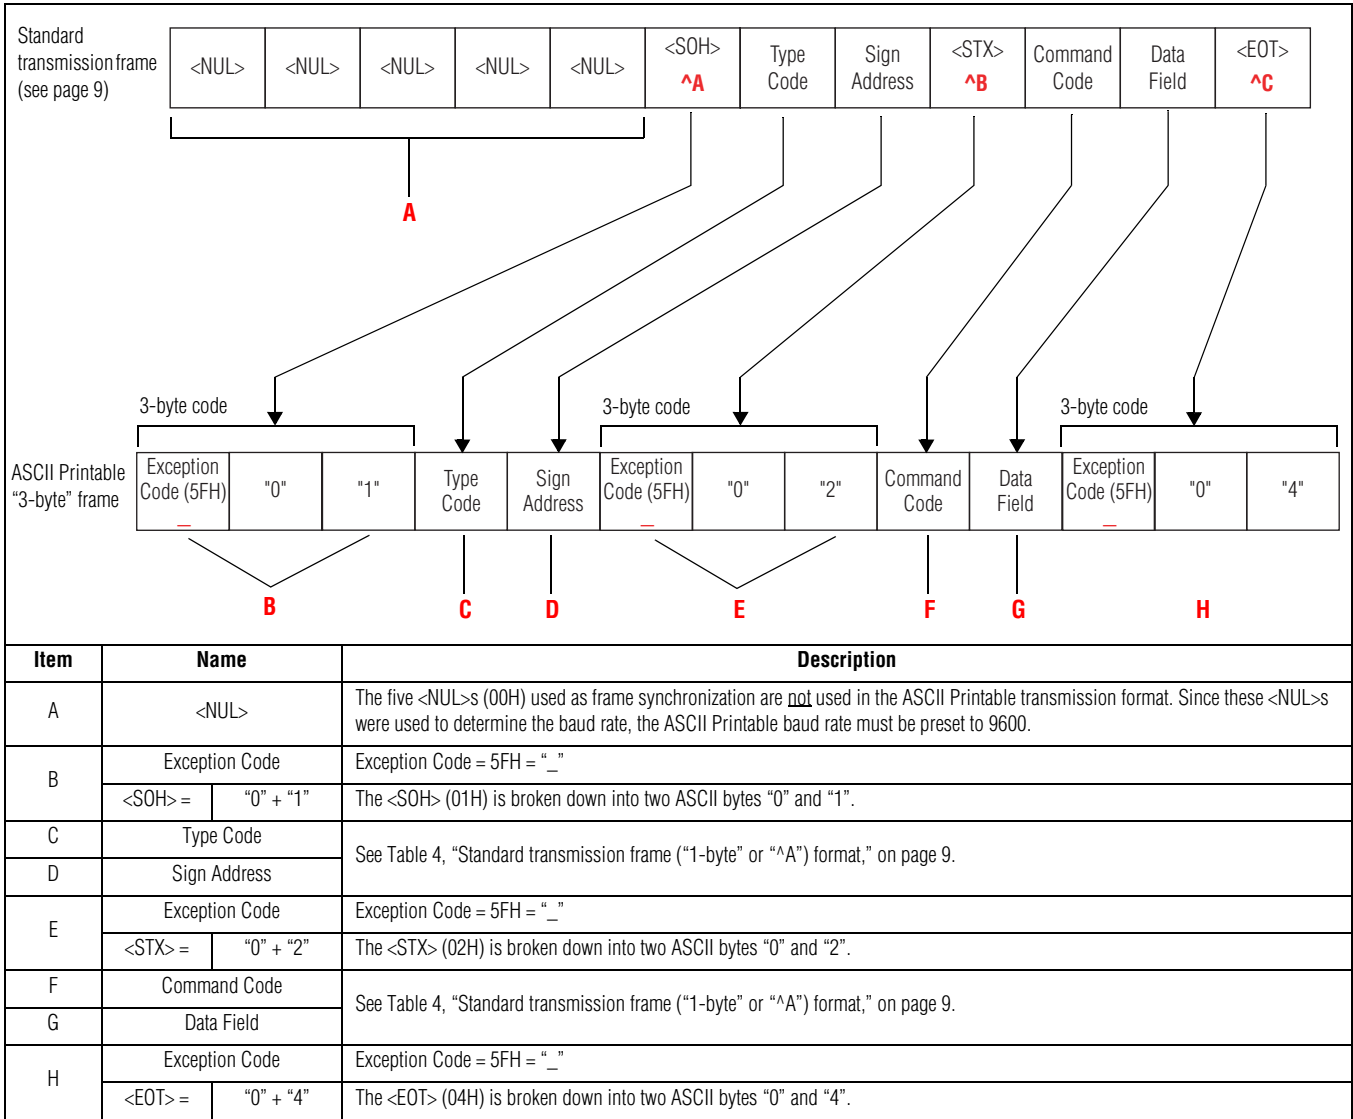 Standard
transmission frame
(see page 9)
<NUL>
<NUL>
<NUL>
<NUL>
<NUL>
<SOH>
^A
Type
Code
Sign
Address
<STX>
^B
Command
Code
Data
Field
<EOT>
^C
A
3-byte code
3-byte code
3-byte code
ASCII Printable
“3-byte” frame
Exception
Code (5FH)
_
"0"
"1"
Type
Code
Sign
Address
Exception
Code (5FH)
_
"0"
"2"
Command
Code
Data
Field
Exception
Code (5FH)
_
"0"
"4"
B
C
D
E
F
G
H
Item Name Description
A <NUL> The five <NUL>s (00H) used as frame synchronization are not used in the ASCII Printable transmission format. Since these <NUL>s
were used to determine the baud rate, the ASCII Printable baud rate must be preset to 9600.
B Exception Code Exception Code = 5FH = “_”
<SOH> = “0” + “1” The <SOH> (01H) is broken down into two ASCII bytes “0” and “1”.
C Type Code See Table 4, “Standard transmission frame (“1-byte” or “^A”) format,” on page 9.
D Sign Address
E Exception Code Exception Code = 5FH = “_”
<STX> = “0” + “2” The <STX> (02H) is broken down into two ASCII bytes “0” and “2”.
F Command Code See Table 4, “Standard transmission frame (“1-byte” or “^A”) format,” on page 9.
G Data Field
H Exception Code Exception Code = 5FH = “_”
<EOT> = “0” + “4” The <EOT> (04H) is broken down into two ASCII bytes “0” and “4”.